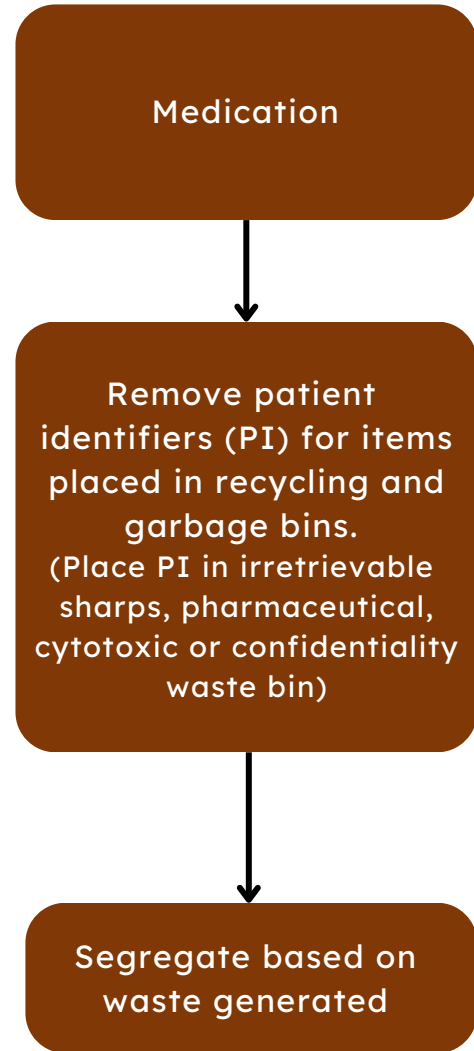 Medication
Remove patient
identifiers (PI) for items
placed in recycling and
garbage bins.
(Place PI in irretrievable
sharps, pharmaceutical,
cytotoxic or confidentiality
waste bin)
Segregate based on
waste generated